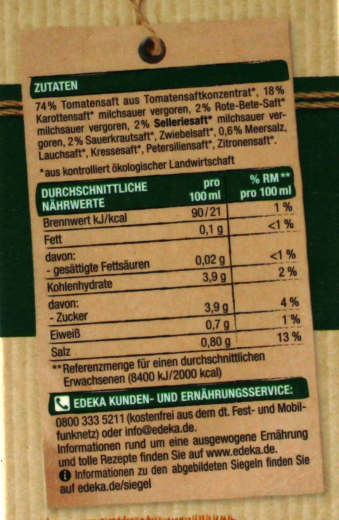 ZUTATEN
74% Tomatensaft aus Tomatensaftkonzentrat*, 18%
Karottensaft* milchsauer vergoren, 2% Rote-Bete-Saft*
milchsauer vergoren, 2% Selleriesaft* milchsauer ver-
goren, 2% Sauerkrautsaft*, Zwiebelsaft*, 0,6% Meersalz,
Lauchsaft*, Kressesaft*, Petersiliensaft*, Zitronensaft*.
*aus kontrolliert ökologischer Landwirtschaft
DURCHSCHNITTLICHE pro % RM**
NÄHRWERTE 100 ml pro 100 ml
Brennwert kJ/kcal 90/21 1%
Fett 0,1 g <1%
davon:
- gesättigte Fettsäuren 0,02 g <1%
Kohlenhydrate 3,9 g 2%
davon:
- Zucker 3,9 g 4%
Eiweiß 0,7 g 1%
Salz 0,80 g 13%
**Referenzmenge für einen durchschnittlichen
Erwachsenen (8400 kJ/2000 kcal)
EDEKA KUNDEN- UND ERNÄHRUNGSSERVICE:
0800 333 5211 (kostenfrei aus dem dt. Fest- und Mobil-
funknetz) oder info@edeka.de.
Informationen rund um eine ausgewogene Ernährung
und tolle Rezepte finden Sie auf www.edeka.de.
i Informationen zu den abgebildeten Siegeln finden Sie
auf edeka.de/siegel